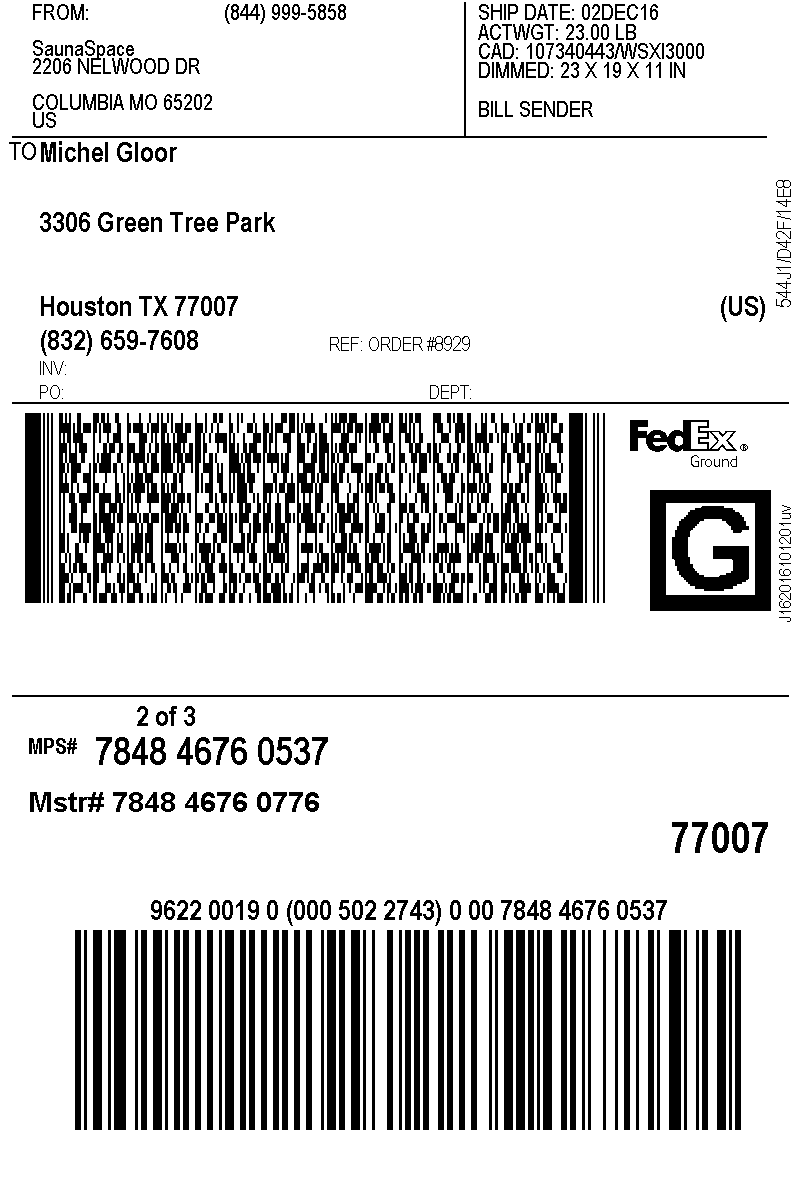 FROM: (844) 999-5858
SaunaSpace
2206 NELWOOD DR
COLUMBIA MO 65202
US
SHIP DATE: 02DEC16
ACTWGT: 23.00 LB
CAD: 107340443/WSXI3000
DIMMED: 23 X 19 X 11 IN
BILL SENDER
TO Michel Gloor
3306 Green Tree Park
Houston TX 77007 (US)
(832) 659-7608 REF: ORDER #8929
INV:
PO: DEPT:
544J1/D42F/14E8
FedEx®
Ground
G
J162016101201uv
2 of 3
MPS# 7848 4676 0537
Mstr# 7848 4676 0776
77007
9622 0019 0 (000 502 2743) 0 00 7848 4676 0537